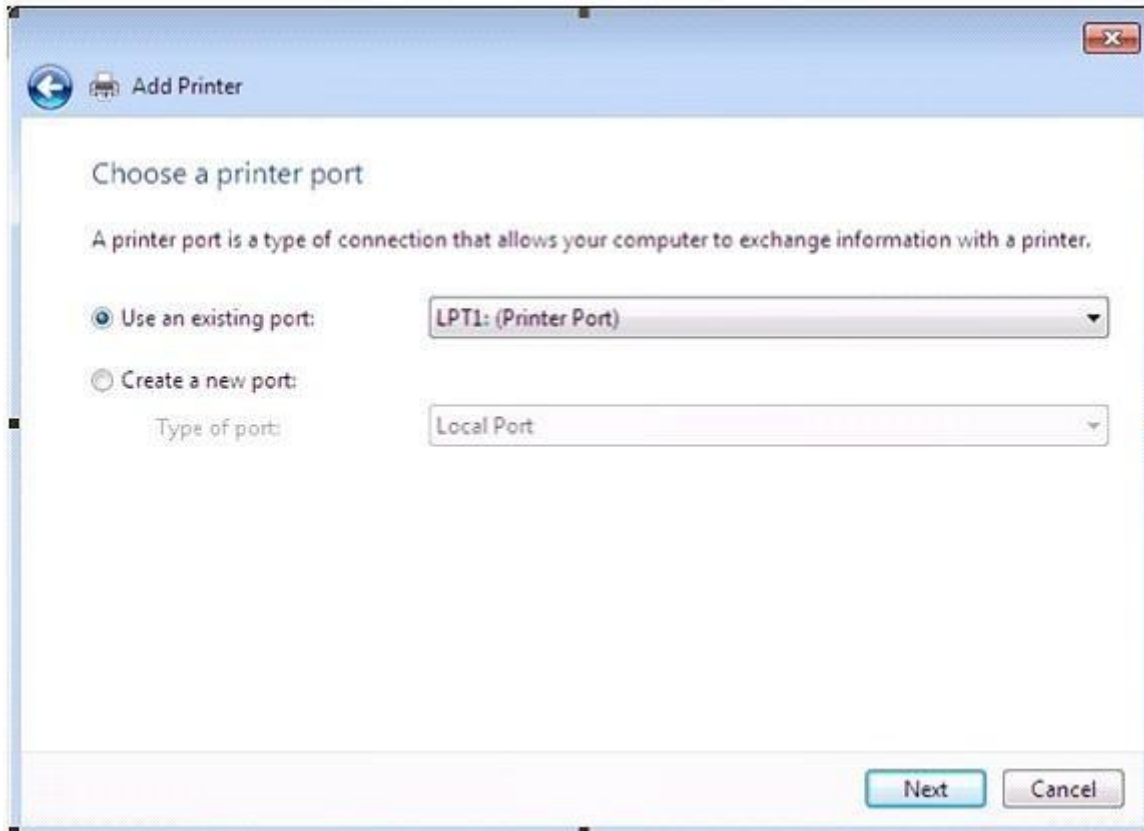 Add Printer
Choose a printer port
A printer port is a type of connection that allows your computer to exchange information with a printer.
Use an existing port: LPT1: (Printer Port)
Create a new port:
Type of port: Local Port
Next Cancel